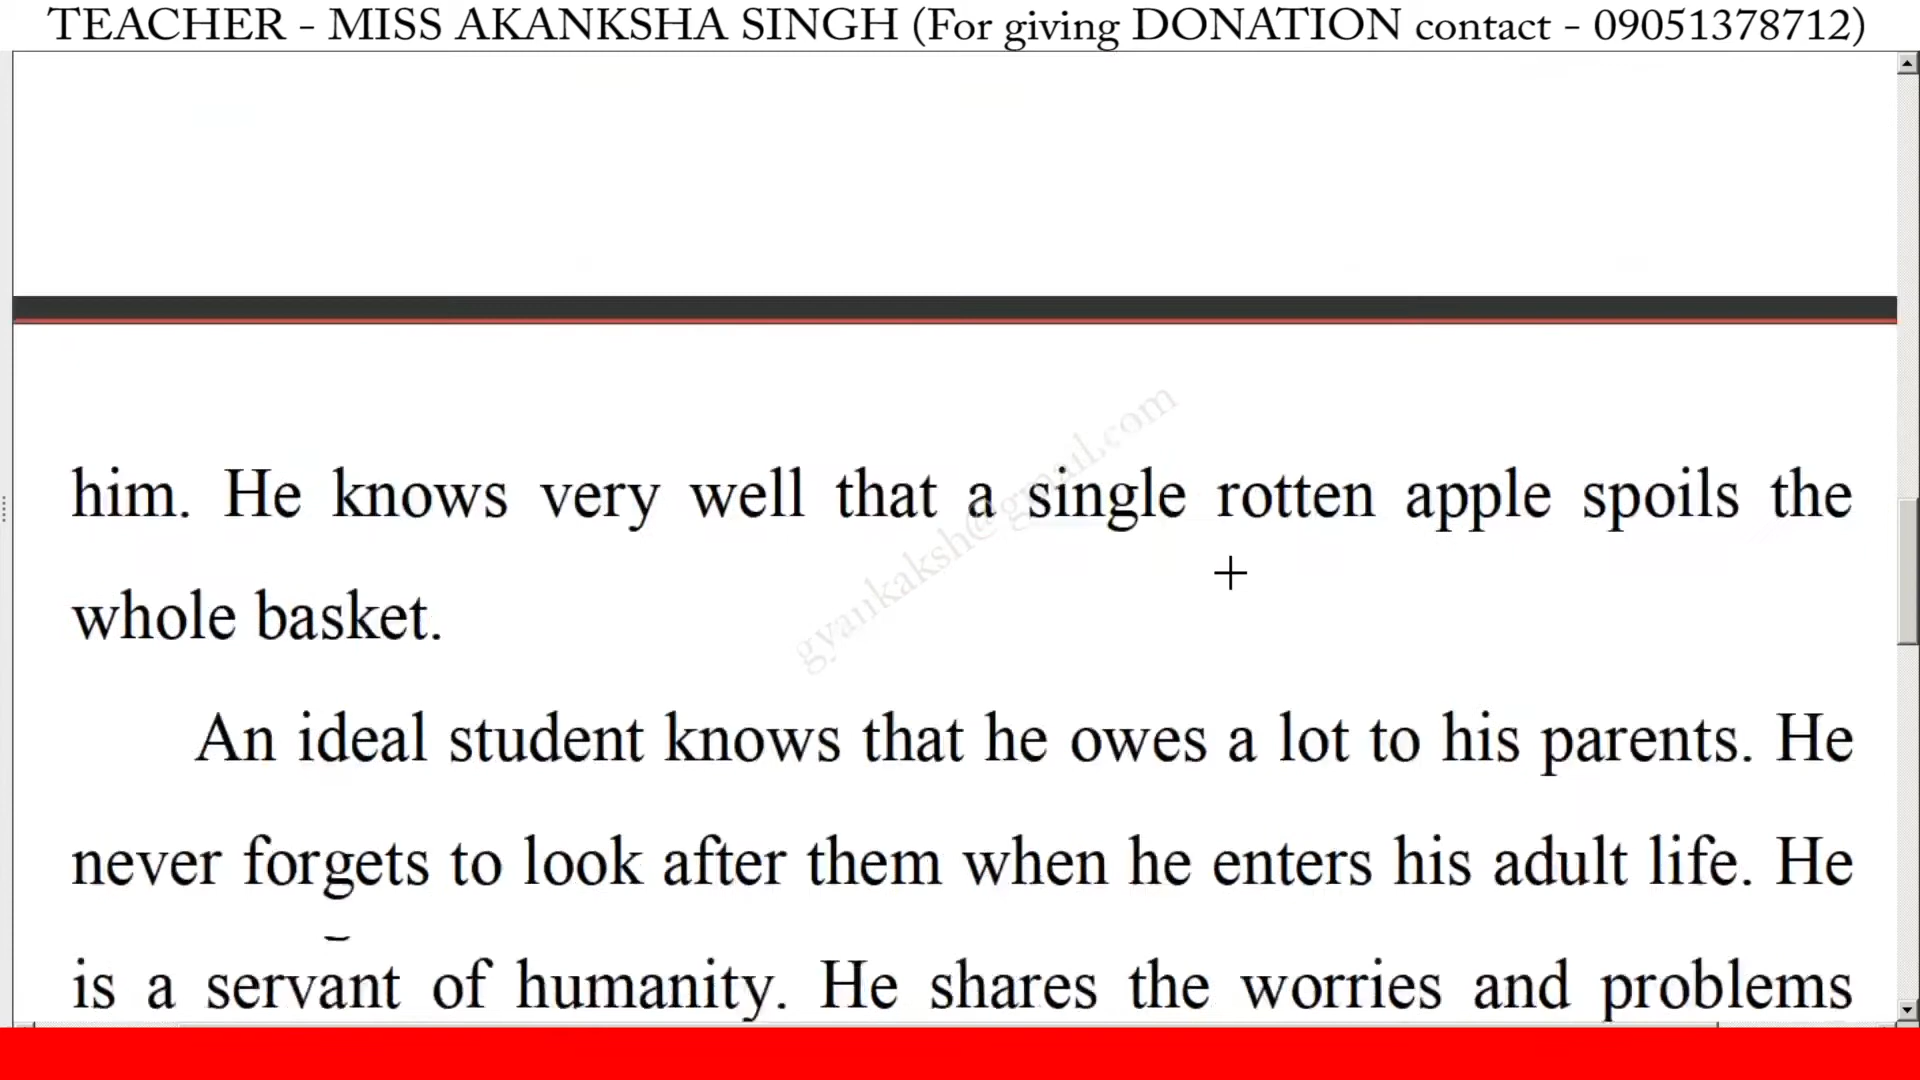 TEACHER - MISS AKANKSHA SINGH (For giving DONATION contact - 09051378712)
gyankaksh@gmail.com
him. He knows very well that a single rotten apple spoils the
whole basket.
An ideal student knows that he owes a lot to his parents. He
never forgets to look after them when he enters his adult life. He
is a servant of humanity. He shares the worries and problems